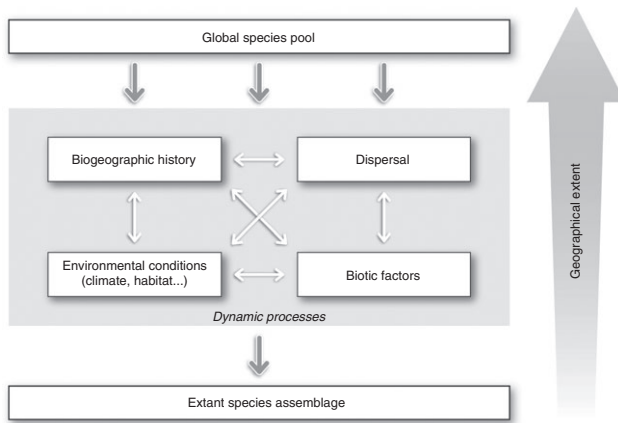 Global species pool
Biogeographic history
Dispersal
Environmental conditions
(climate, habitat...)
Biotic factors
Dynamic processes
Extant species assemblage
Geographical extent